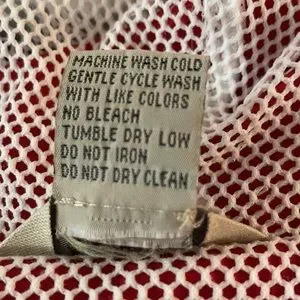 MACHINE WASH COLD
GENTLE CYCLE WASH
WITH LIKE COLORS
NO BLEACH
TUMBLE DRY LOW
DO NOT IRON
DO NOT DRY CLEAN